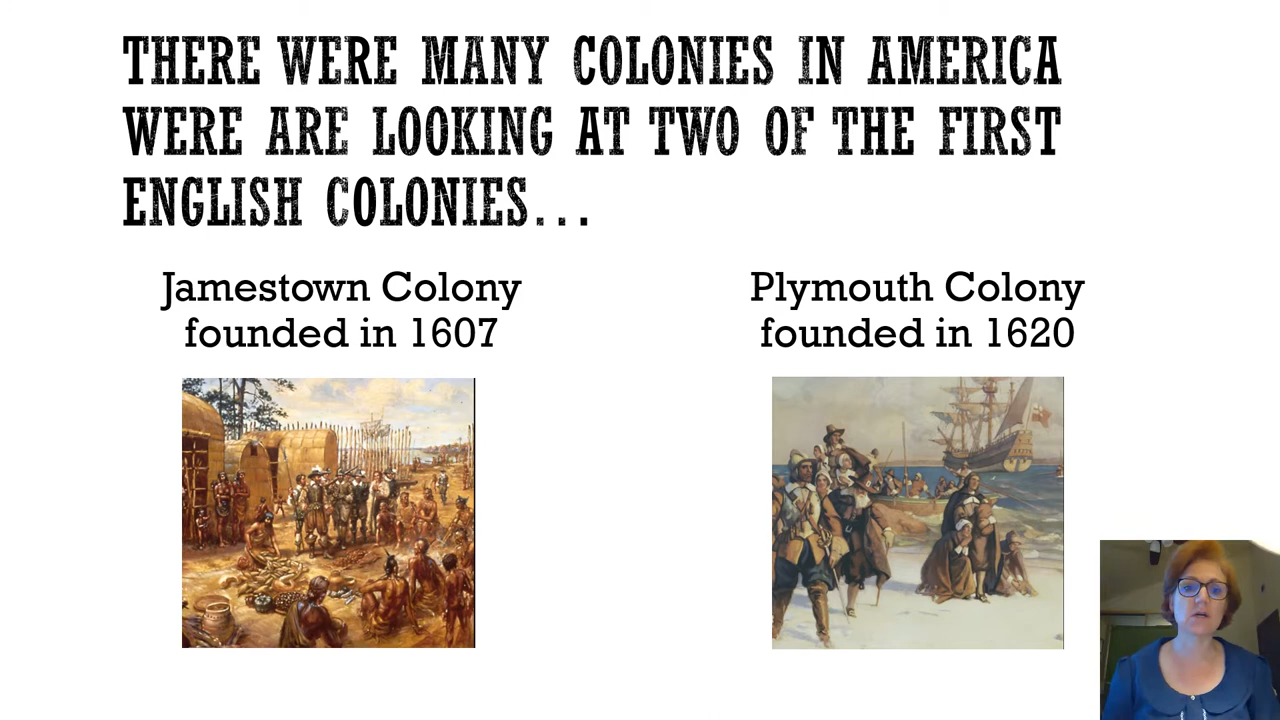 THERE WERE MANY COLONIES IN AMERICA
WERE ARE LOOKING AT TWO OF THE FIRST
ENGLISH COLONIES...
Jamestown Colony
founded in 1607
Plymouth Colony
founded in 1620